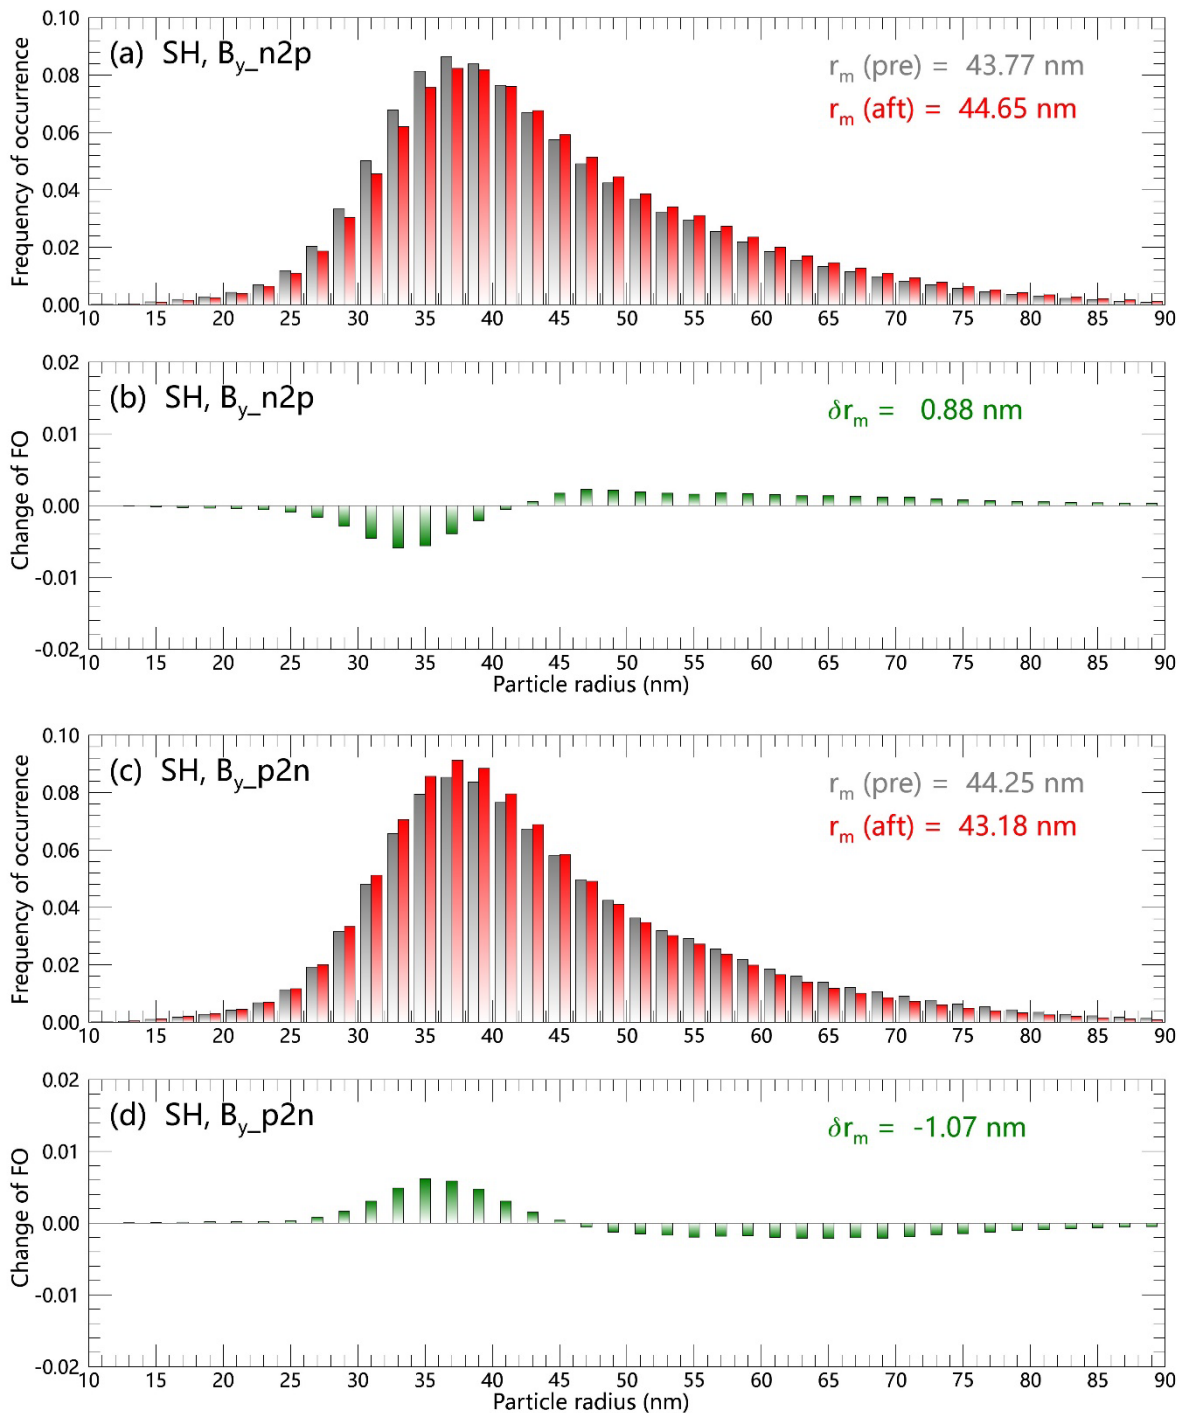 (a) SH, By_n2p
rm (pre) = 43.77 nm
rm (aft) = 44.65 nm
Frequency of occurrence
0.10
0.08
0.06
0.04
0.02
0.00
10 15 20 25 30 35 40 45 50 55 60 65 70 75 80 85 90
(b) SH, By_n2p
δrm = 0.88 nm
Change of FO
0.02
0.01
0.00
-0.01
-0.02
10 15 20 25 30 35 40 45 50 55 60 65 70 75 80 85 90
Particle radius (nm)
(c) SH, By_p2n
rm (pre) = 44.25 nm
rm (aft) = 43.18 nm
Frequency of occurrence
0.10
0.08
0.06
0.04
0.02
0.00
10 15 20 25 30 35 40 45 50 55 60 65 70 75 80 85 90
(d) SH, By_p2n
δrm = -1.07 nm
Change of FO
0.02
0.01
0.00
-0.01
-0.02
10 15 20 25 30 35 40 45 50 55 60 65 70 75 80 85 90
Particle radius (nm)